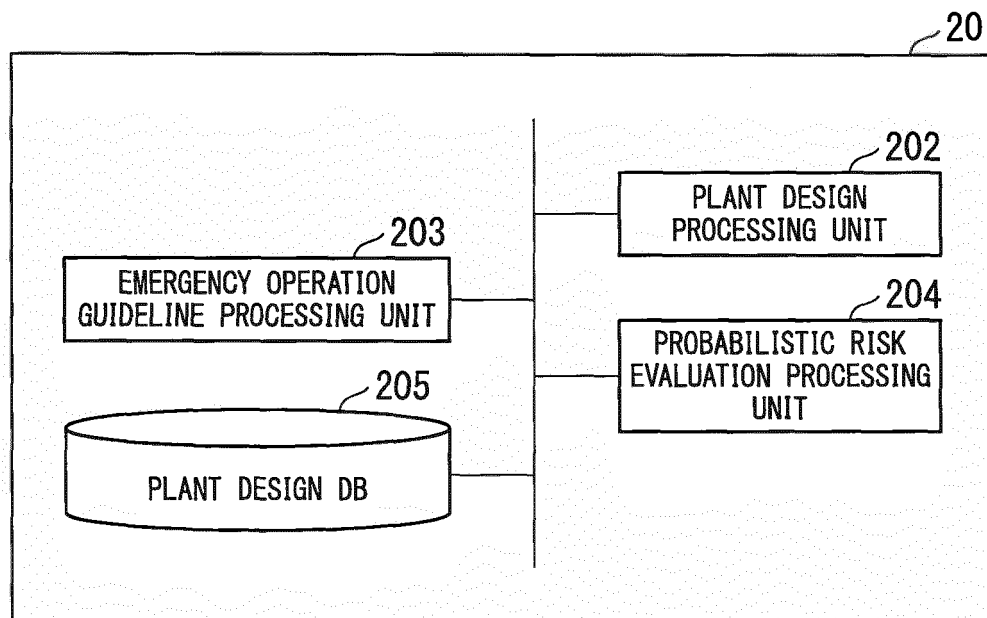 20
202
PLANT DESIGN
PROCESSING UNIT
203
EMERGENCY OPERATION
GUIDELINE PROCESSING UNIT
204
PROBABILISTIC RISK
EVALUATION PROCESSING
UNIT
205
PLANT DESIGN DB